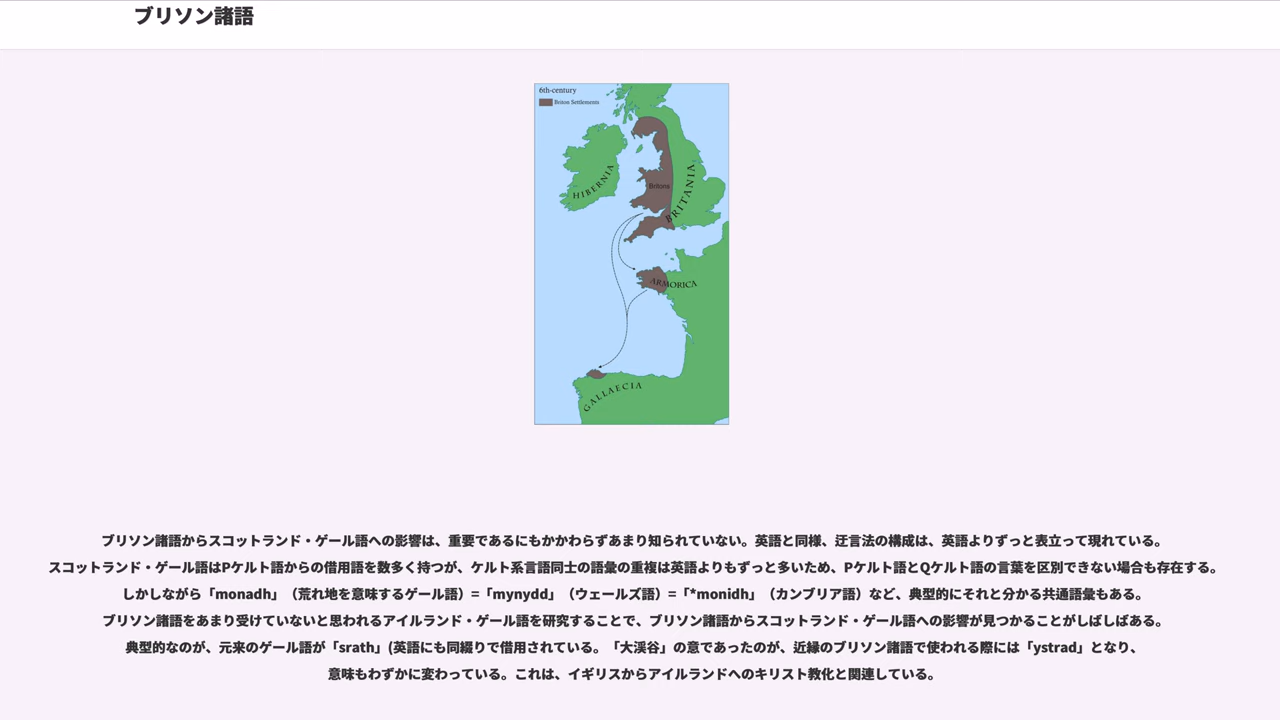 ブリソン諸語
6th-century
Briton Settlements
HIBERNIA
Britons
BRITANIA
ARMORICA
GALLAECIA
ブリソン諸語からスコットランド・ゲール語への影響は、重要であるにもかかわらずあまり知られていない。英語と同様、迂言法の構成は、英語よりずっと表立って現れている。
スコットランド・ゲール語はPケルト語からの借用語を数多く持つが、ケルト系言語同士の語彙の重複は英語よりもずっと多いため、Pケルト語とQケルト語の言葉を区別できない場合も存在する。
しかしながら「monadh」（荒れ地を意味するゲール語）=「mynydd」（ウェールズ語）=「*monidh」（カンブリア語）など、典型的にそれと分かる共通語彙もある。
ブリソン諸語をあまり受けていないと思われるアイルランド・ゲール語を研究することで、ブリソン諸語からスコットランド・ゲール語への影響が見つかることがしばしばある。
典型的なのが、元来のゲール語が「srath」(英語にも同綴りで借用されている。「大渓谷」の意であったのが、近縁のブリソン諸語で使われる際には「ystrad」となり、
意味もわずかに変わっている。これは、イギリスからアイルランドへのキリスト教化と関連している。